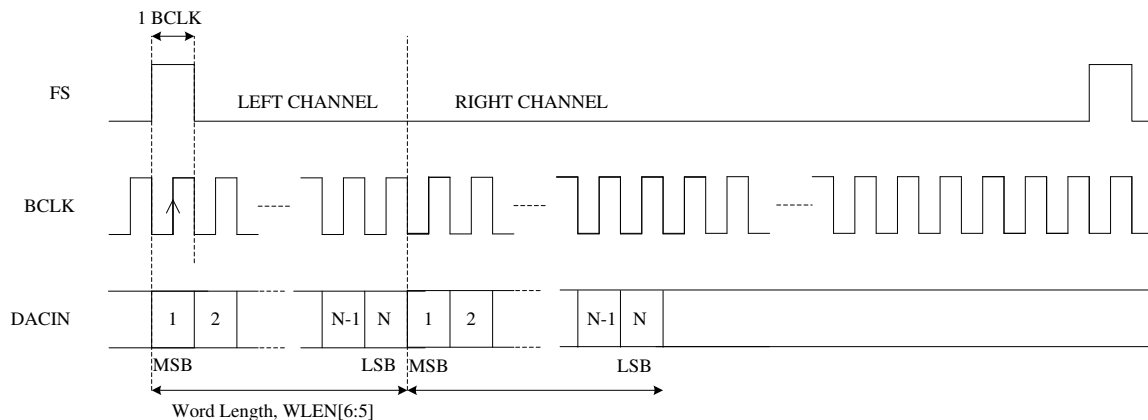 1 BCLK
FS
LEFT CHANNEL
RIGHT CHANNEL
BCLK
DACIN
1
2
N-1
N
1
2
N-1
N
MSB
LSB
MSB
LSB
Word Length, WLEN[6:5]